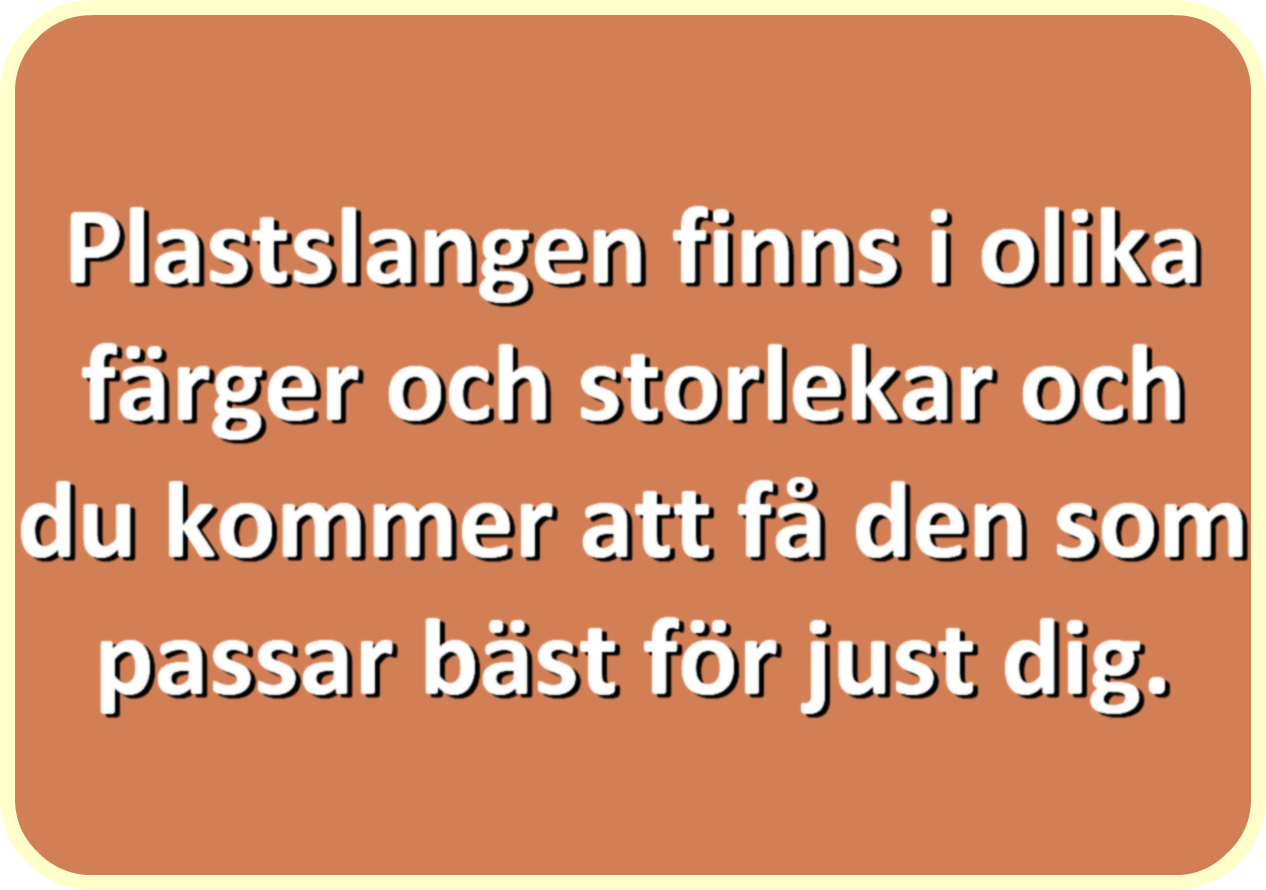 Plastslangen finns i olika
färger och storlekar och
du kommer att få den som
passar bäst för just dig.